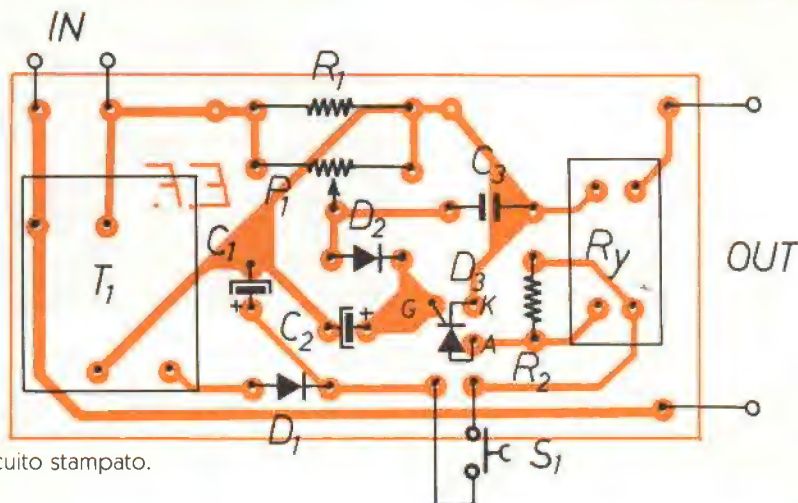 IN
R1
P1
C3
C1
D2
T1
D3
Ry
OUT
G
K
C2
A
R2
D1
S1
cuito stampato.